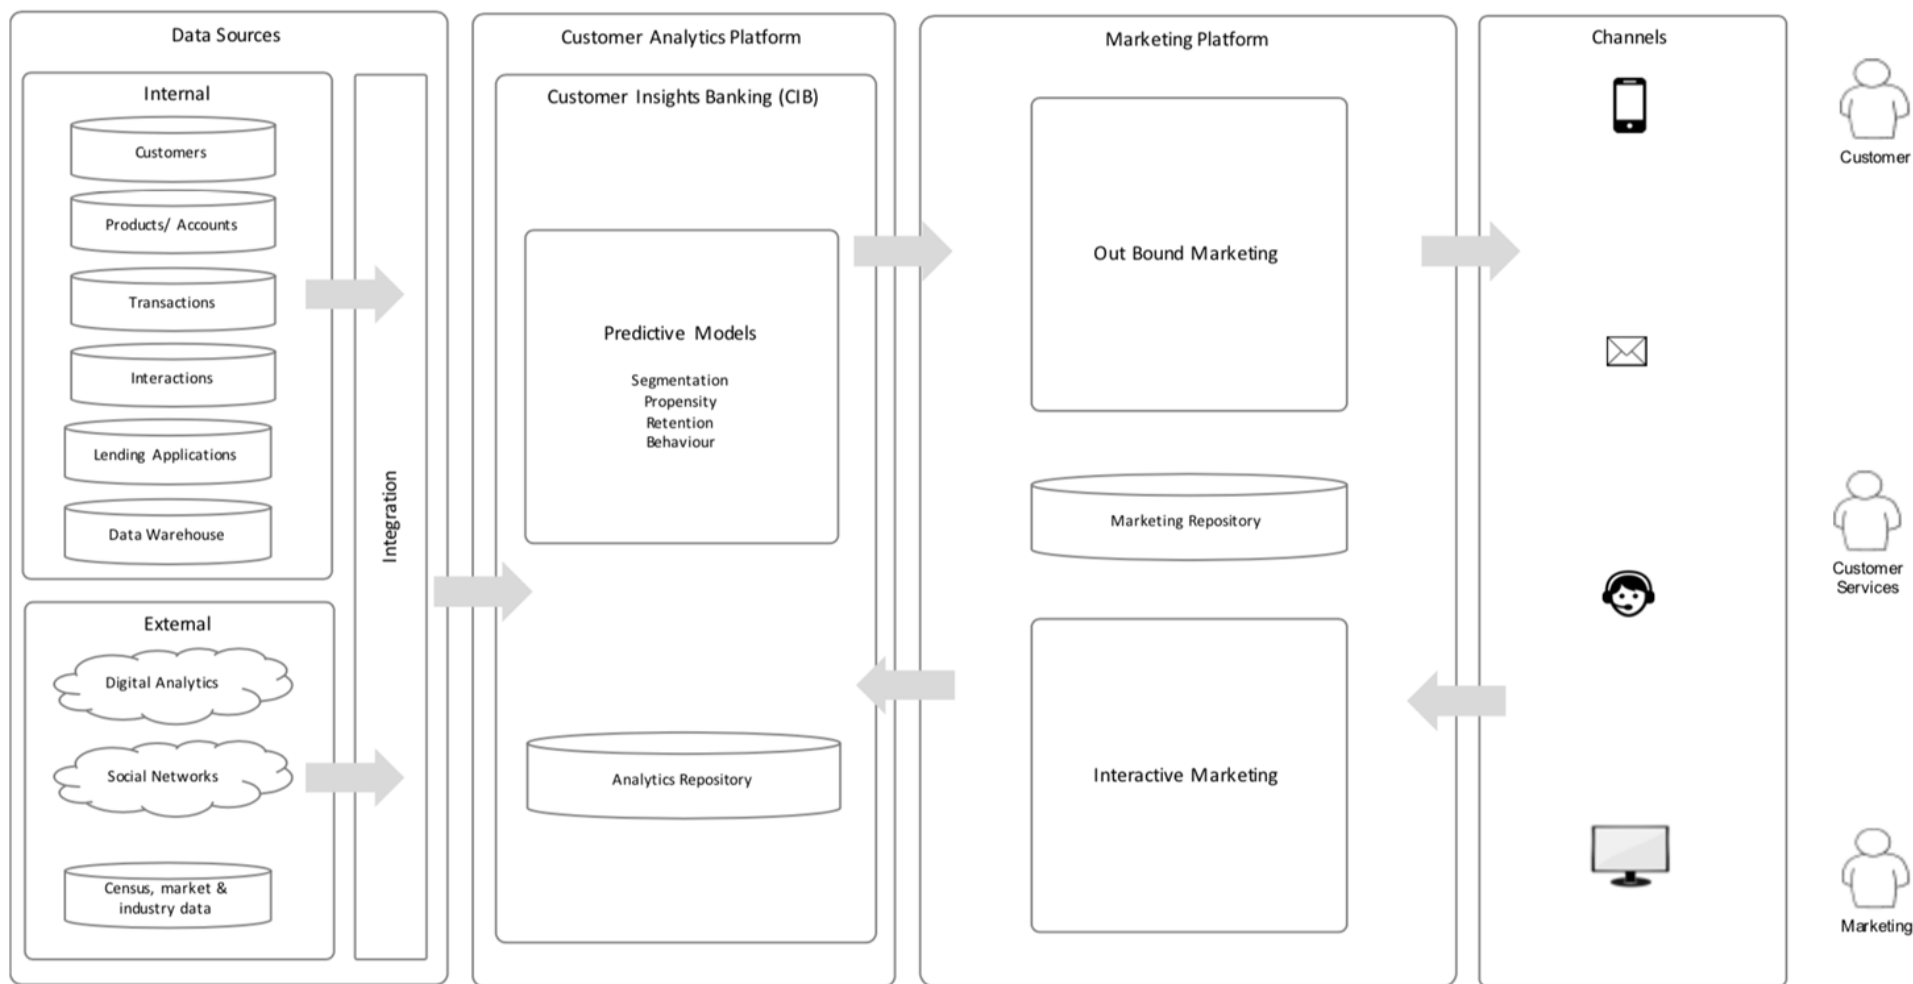 Data Sources
Internal
Customers
Products/ Accounts
Transactions
Interactions
Lending Applications
Data Warehouse
External
Digital Analytics
Social Networks
Census, market &
industry data
Integration
Customer Analytics Platform
Customer Insights Banking (CIB)
Predictive Models
Segmentation
Propensity
Retention
Behaviour
Analytics Repository
Marketing Platform
Out Bound Marketing
Marketing Repository
Interactive Marketing
Channels
Customer
Customer
Services
Marketing